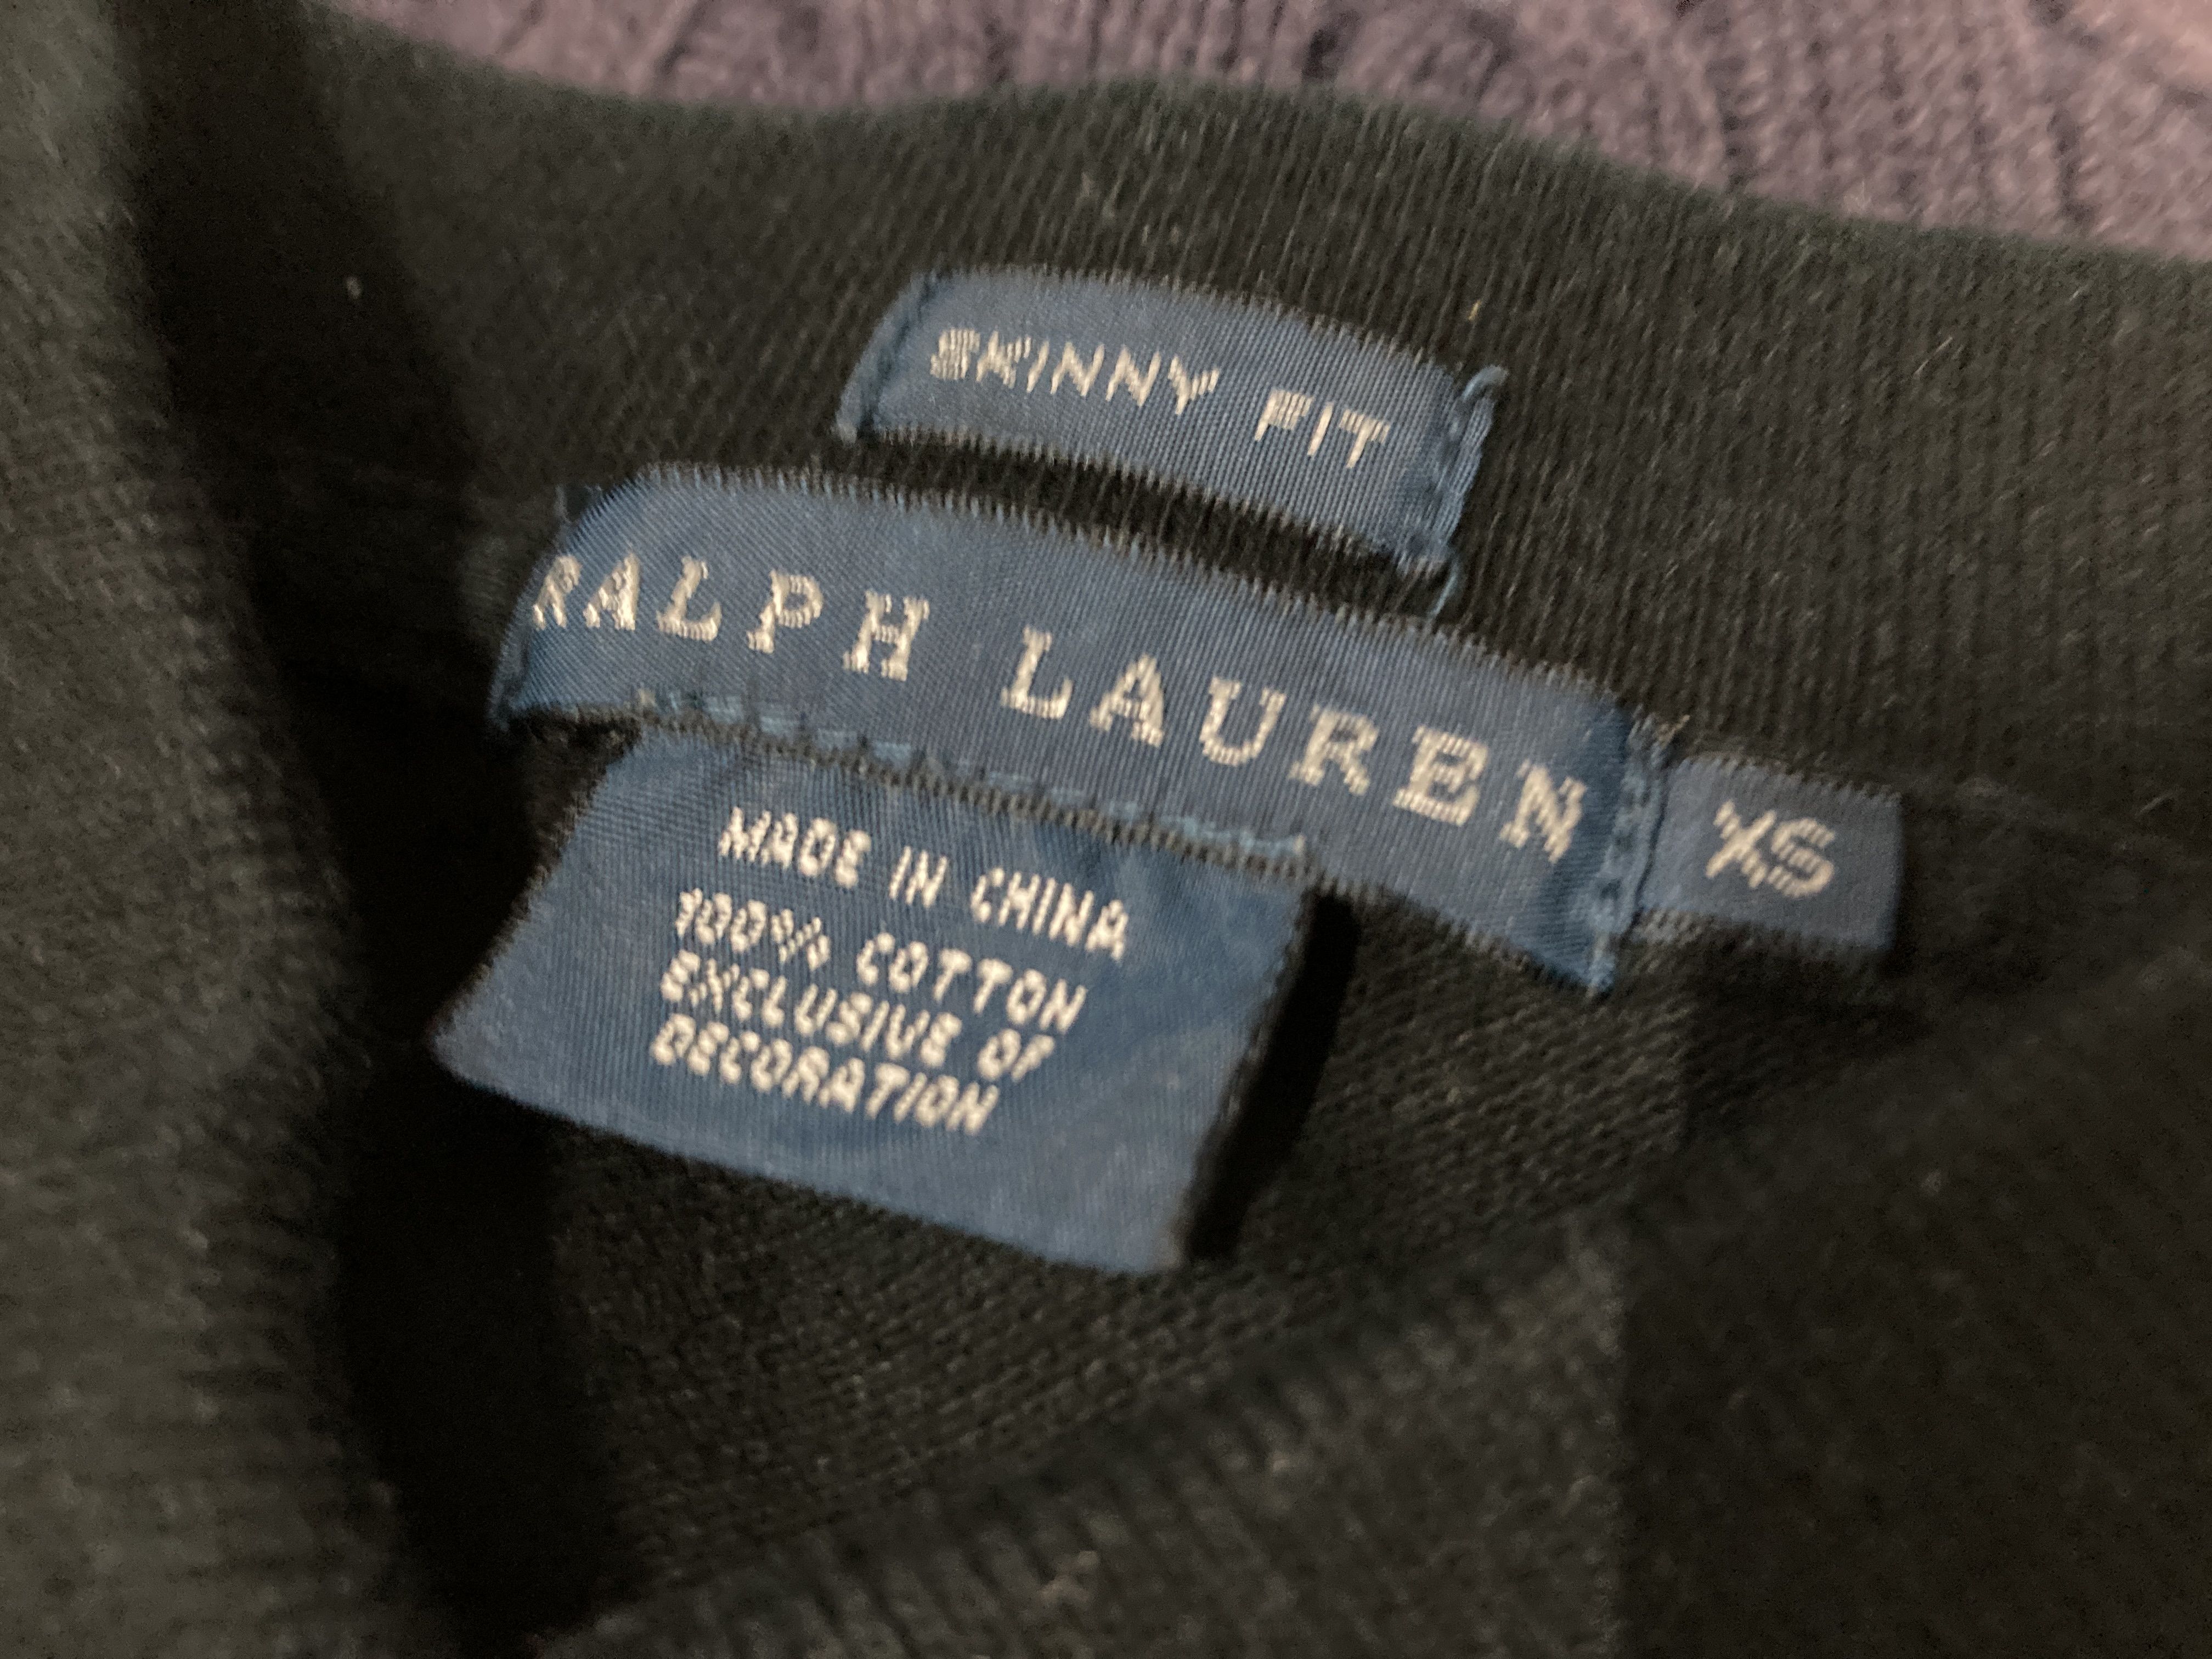 SKINNY FIT
RALPH LAUREN
XS
MADE IN CHINA
100% COTTON
EXCLUSIVE OF
DECORATION